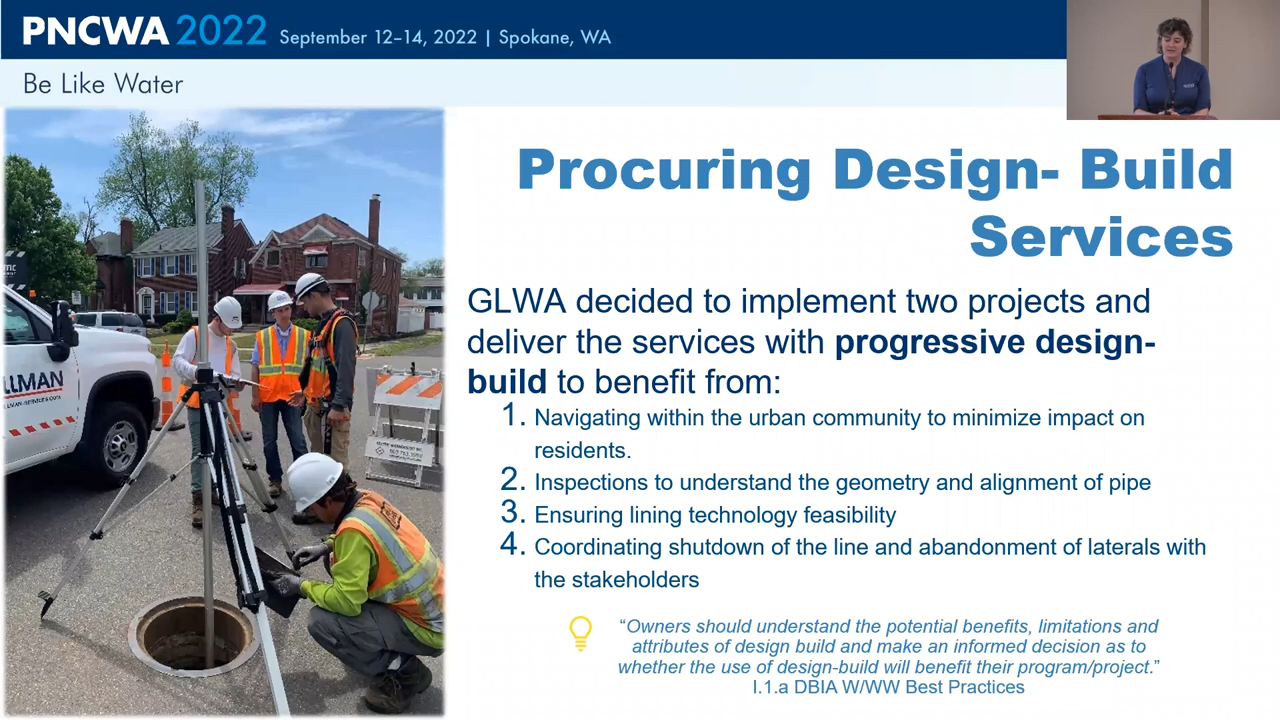 PNCWA 2022 September 12–14, 2022 | Spokane, WA
Be Like Water
Procuring Design- Build
Services
GLWA decided to implement two projects and
deliver the services with progressive design-
build to benefit from:
1. Navigating within the urban community to minimize impact on
residents.
2. Inspections to understand the geometry and alignment of pipe
3. Ensuring lining technology feasibility
4. Coordinating shutdown of the line and abandonment of laterals with
the stakeholders
“Owners should understand the potential benefits, limitations and
attributes of design build and make an informed decision as to
whether the use of design-build will benefit their program/project.”
I.1.a DBIA W/WW Best Practices
LLMAN